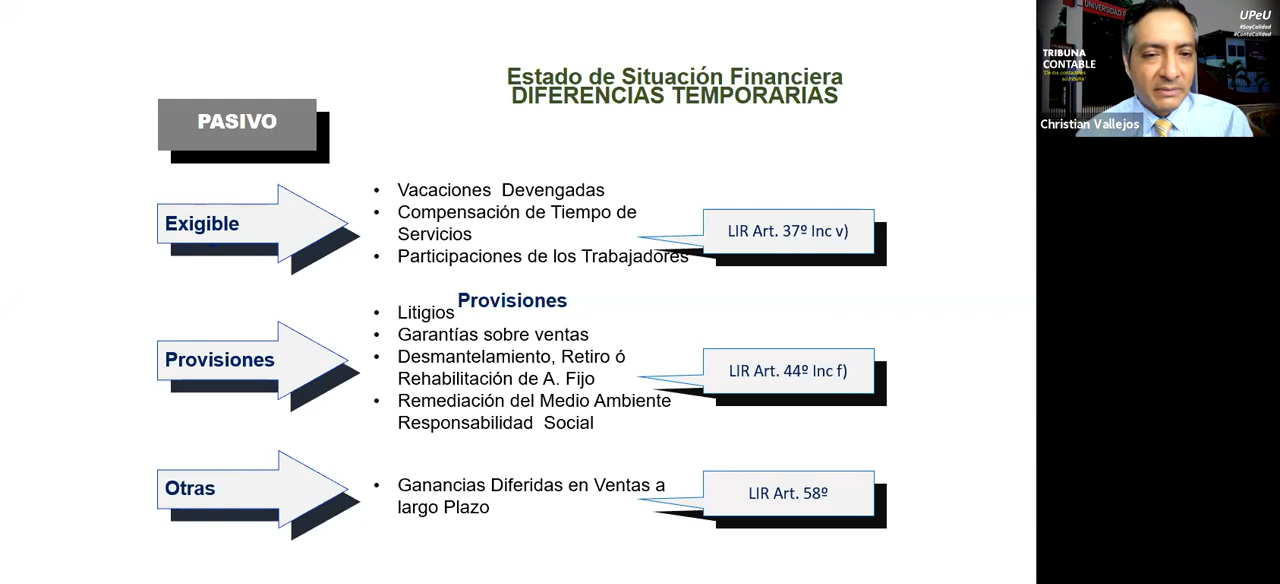 Estado de Situación Financiera
DIFERENCIAS TEMPORARIAS
PASIVO
Exigible
• Vacaciones Devengadas
• Compensación de Tiempo de
Servicios
• Participaciones de los Trabajadores
LIR Art. 37º Inc v)
Provisiones
Provisiones
• Litigios
• Garantías sobre ventas
• Desmantelamiento, Retiro ó
Rehabilitación de A. Fijo
• Remediación del Medio Ambiente
Responsabilidad Social
LIR Art. 44º Inc f)
Otras
• Ganancias Diferidas en Ventas a
largo Plazo
LIR Art. 58º
UNIVERSIDAD
UPeU
#SoyCalidad
#ContaCalidad
TRIBUNA
CONTABLE
Christian Vallejos